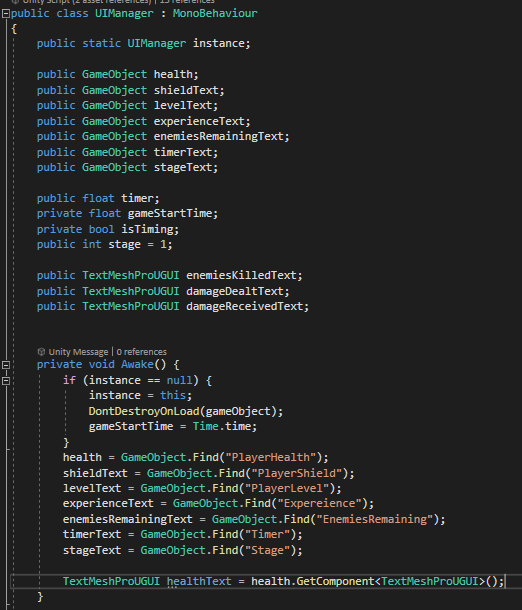 Unity Script (2 asset references) | 15 references
public class UIManager : MonoBehaviour
{
public static UIManager instance;
public GameObject health;
public GameObject shieldText;
public GameObject levelText;
public GameObject experienceText;
public GameObject enemiesRemainingText;
public GameObject timerText;
public GameObject stageText;
public float timer;
private float gameStartTime;
private bool isTiming;
public int stage = 1;
public TextMeshProUGUI enemiesKilledText;
public TextMeshProUGUI damageDealtText;
public TextMeshProUGUI damageReceivedText;
Unity Message | 0 references
private void Awake() {
if (instance == null) {
instance = this;
DontDestroyOnLoad(gameObject);
gameStartTime = Time.time;
}
health = GameObject.Find("PlayerHealth");
shieldText = GameObject.Find("PlayerShield");
levelText = GameObject.Find("PlayerLevel");
experienceText = GameObject.Find("Expereience");
enemiesRemainingText = GameObject.Find("EnemiesRemaining");
timerText = GameObject.Find("Timer");
stageText = GameObject.Find("Stage");
TextMeshProUGUI healthText = health.GetComponent<TextMeshProUGUI>();
}